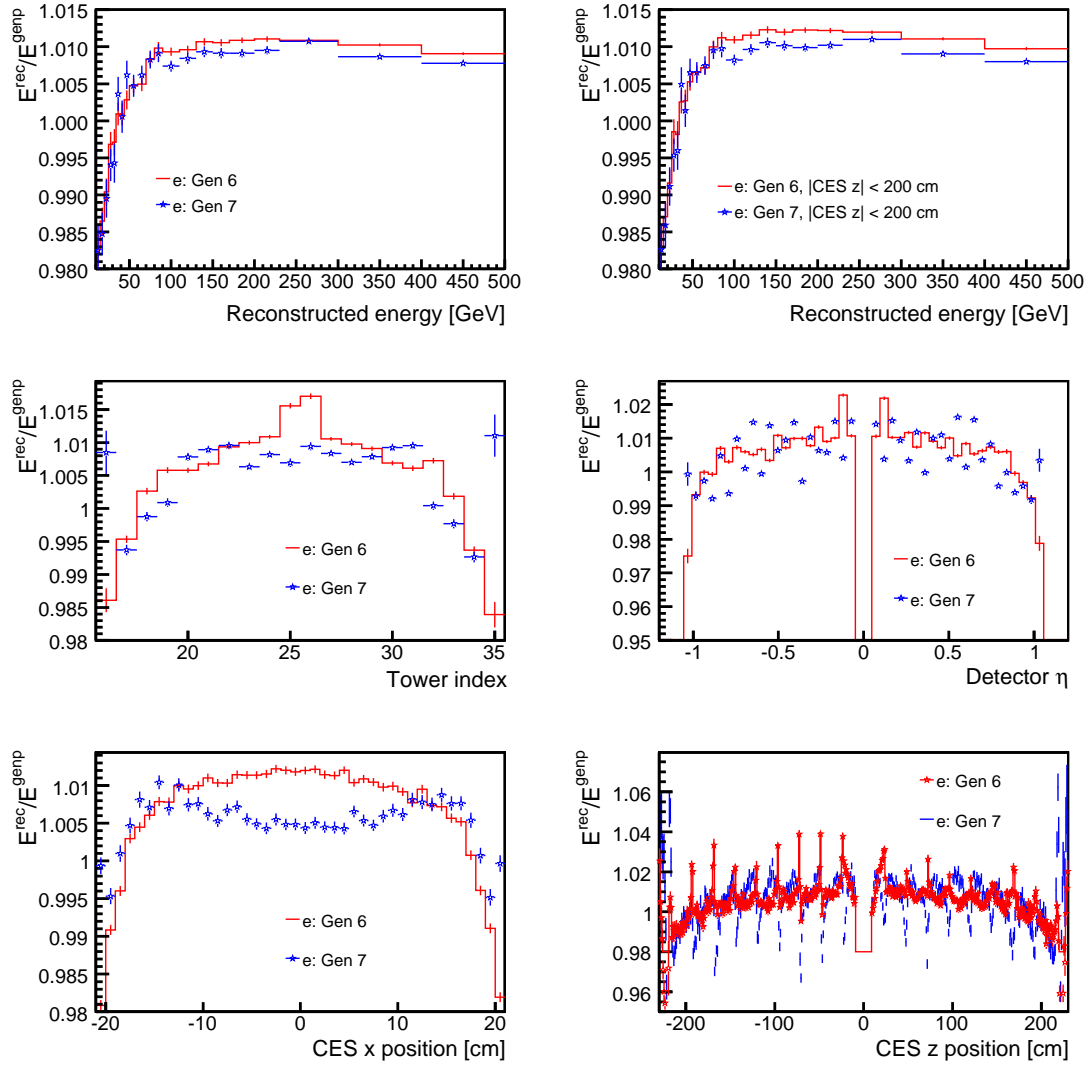 E^rec/E^genp
1.015
1.010
1.005
1.000
0.995
0.990
0.985
0.980
e: Gen 6
e: Gen 7
50 100 150 200 250 300 350 400 450 500
Reconstructed energy [GeV]
E^rec/E^genp
1.015
1.010
1.005
1.000
0.995
0.990
0.985
0.980
e: Gen 6, |CES z| < 200 cm
e: Gen 7, |CES z| < 200 cm
50 100 150 200 250 300 350 400 450 500
Reconstructed energy [GeV]
E^rec/E^genp
1.015
1.01
1.005
1
0.995
0.99
0.985
0.98
e: Gen 6
e: Gen 7
20 25 30 35
Tower index
E^rec/E^genp
1.02
1.01
1
0.99
0.98
0.97
0.96
0.95
e: Gen 6
e: Gen 7
-1 -0.5 0 0.5 1
Detector η
E^rec/E^genp
1.01
1.005
1
0.995
0.99
0.985
0.98
e: Gen 6
e: Gen 7
-20 -10 0 10 20
CES x position [cm]
E^rec/E^genp
1.06
1.04
1.02
1
0.98
0.96
e: Gen 6
e: Gen 7
-200 -100 0 100 200
CES z position [cm]